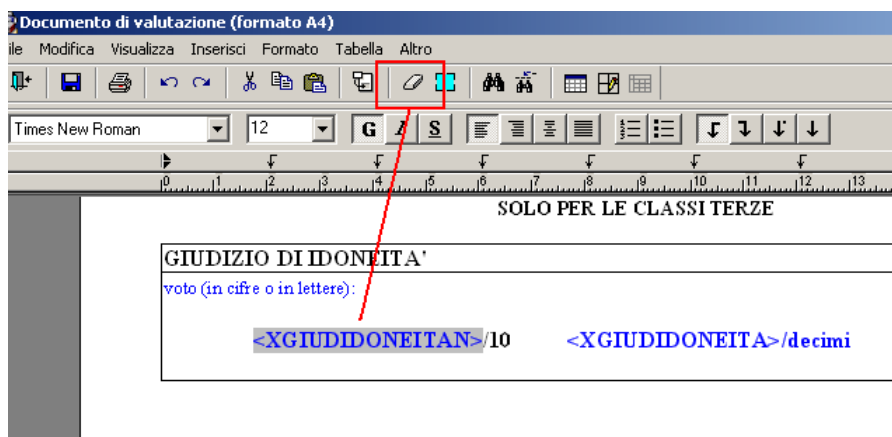 Documento di valutazione (formato A4)
ile Modifica Visualizza Inserisci Formato Tabella Altro
Times New Roman 12 G I S
0 1 2 3 4 5 6 7 8 9 10 11 12 13
SOLO PER LE CLASSI TERZE
GIUDIZIO DI IDONEITA'
voto (in cifre o in lettere):
<XGIUDIDONEITAN>/10 <XGIUDIDONEITA>/decimi